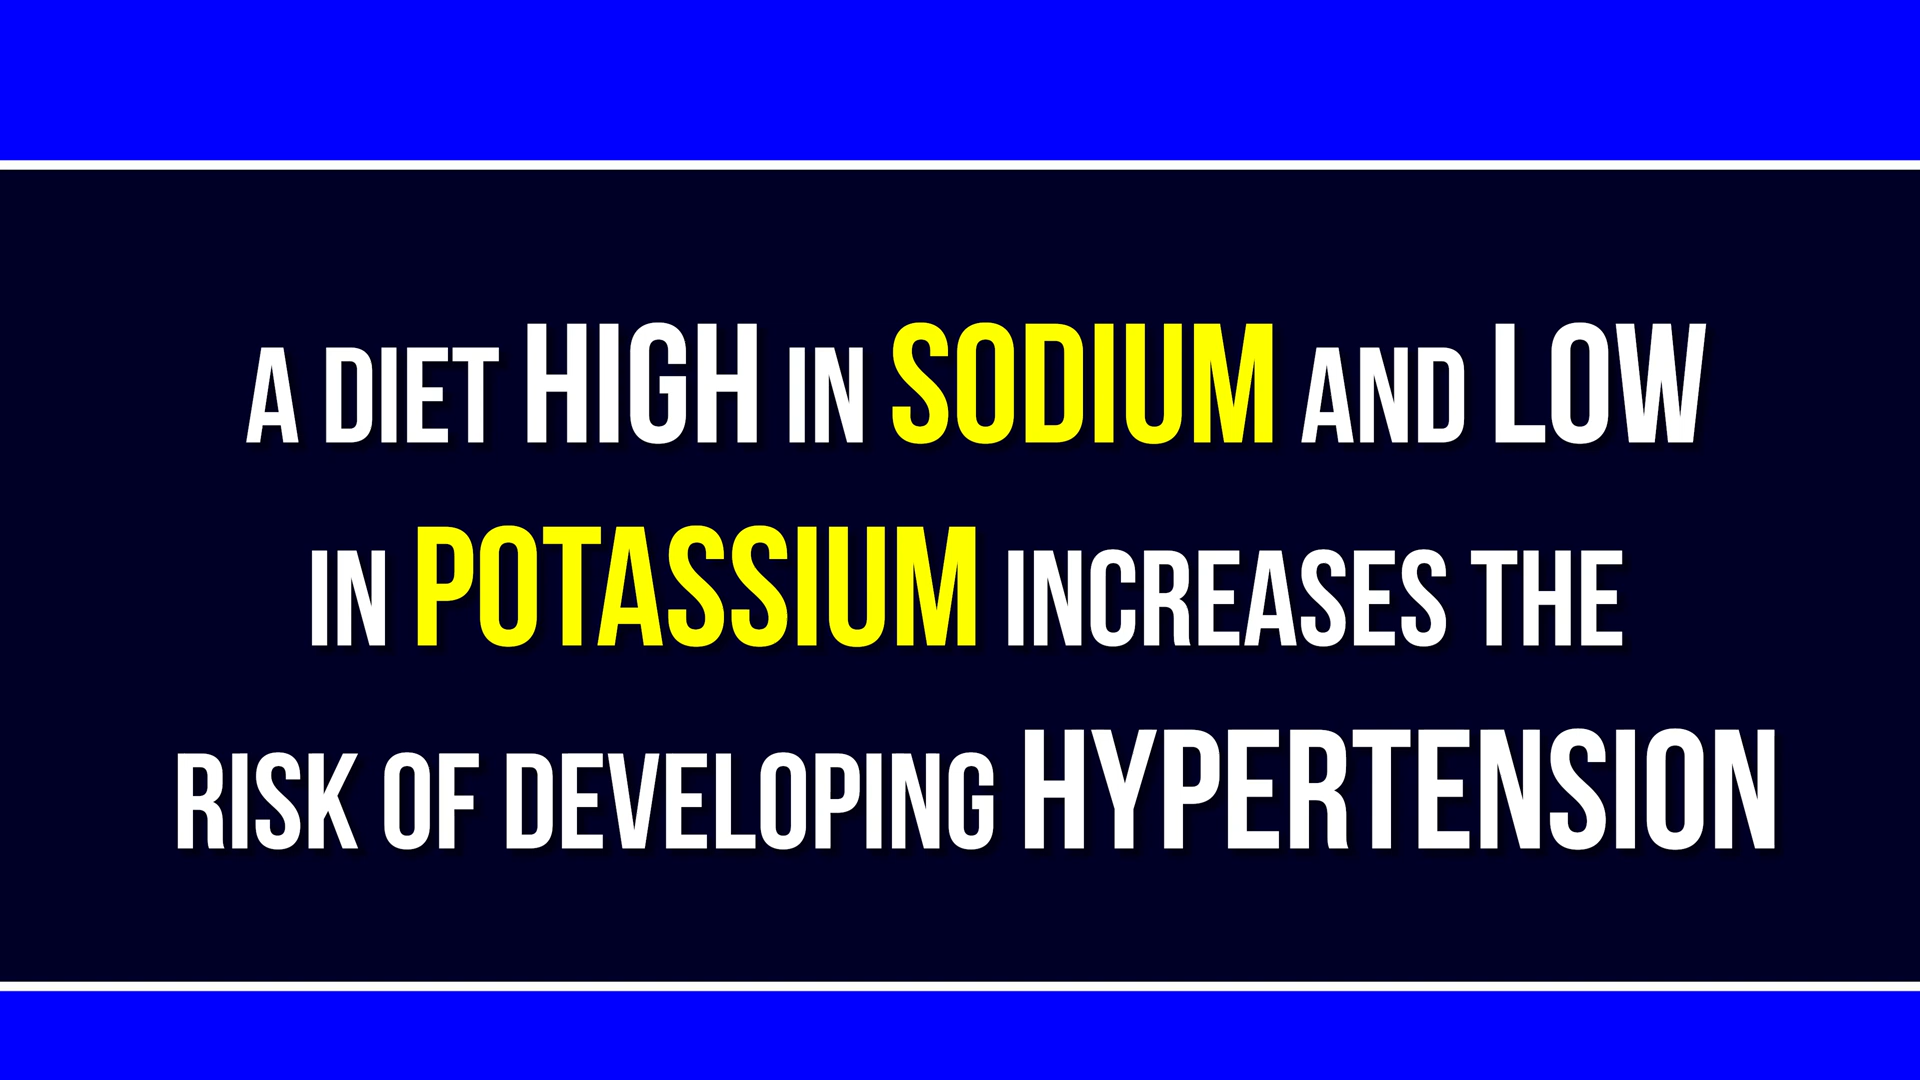 A DIET HIGH IN SODIUM AND LOW
IN POTASSIUM INCREASES THE
RISK OF DEVELOPING HYPERTENSION